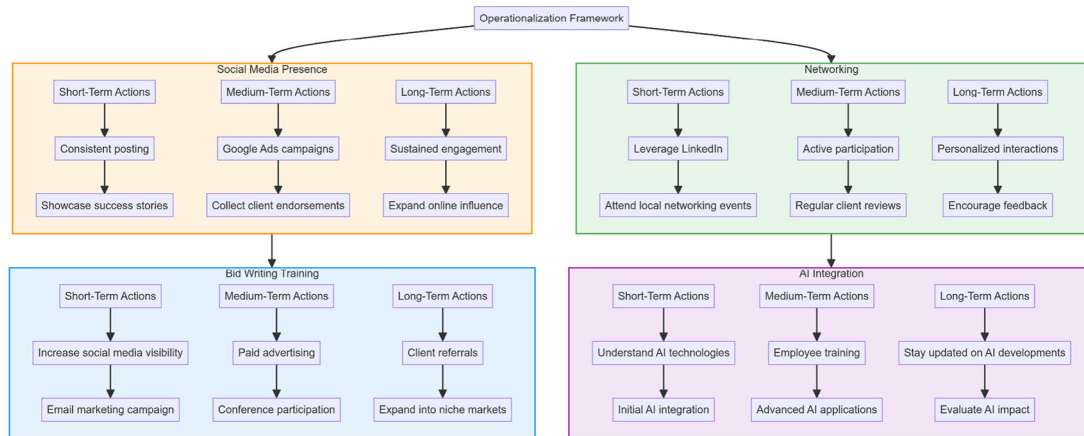 Operationalization Framework
Social Media Presence
Short-Term Actions
Medium-Term Actions
Long-Term Actions
Consistent posting
Google Ads campaigns
Sustained engagement
Showcase success stories
Collect client endorsements
Expand online influence
Networking
Short-Term Actions
Medium-Term Actions
Long-Term Actions
Leverage LinkedIn
Active participation
Personalized interactions
Attend local networking events
Regular client reviews
Encourage feedback
Bid Writing Training
Short-Term Actions
Medium-Term Actions
Long-Term Actions
Increase social media visibility
Paid advertising
Client referrals
Email marketing campaign
Conference participation
Expand into niche markets
AI Integration
Short-Term Actions
Medium-Term Actions
Long-Term Actions
Understand AI technologies
Employee training
Stay updated on AI developments
Initial AI integration
Advanced AI applications
Evaluate AI impact